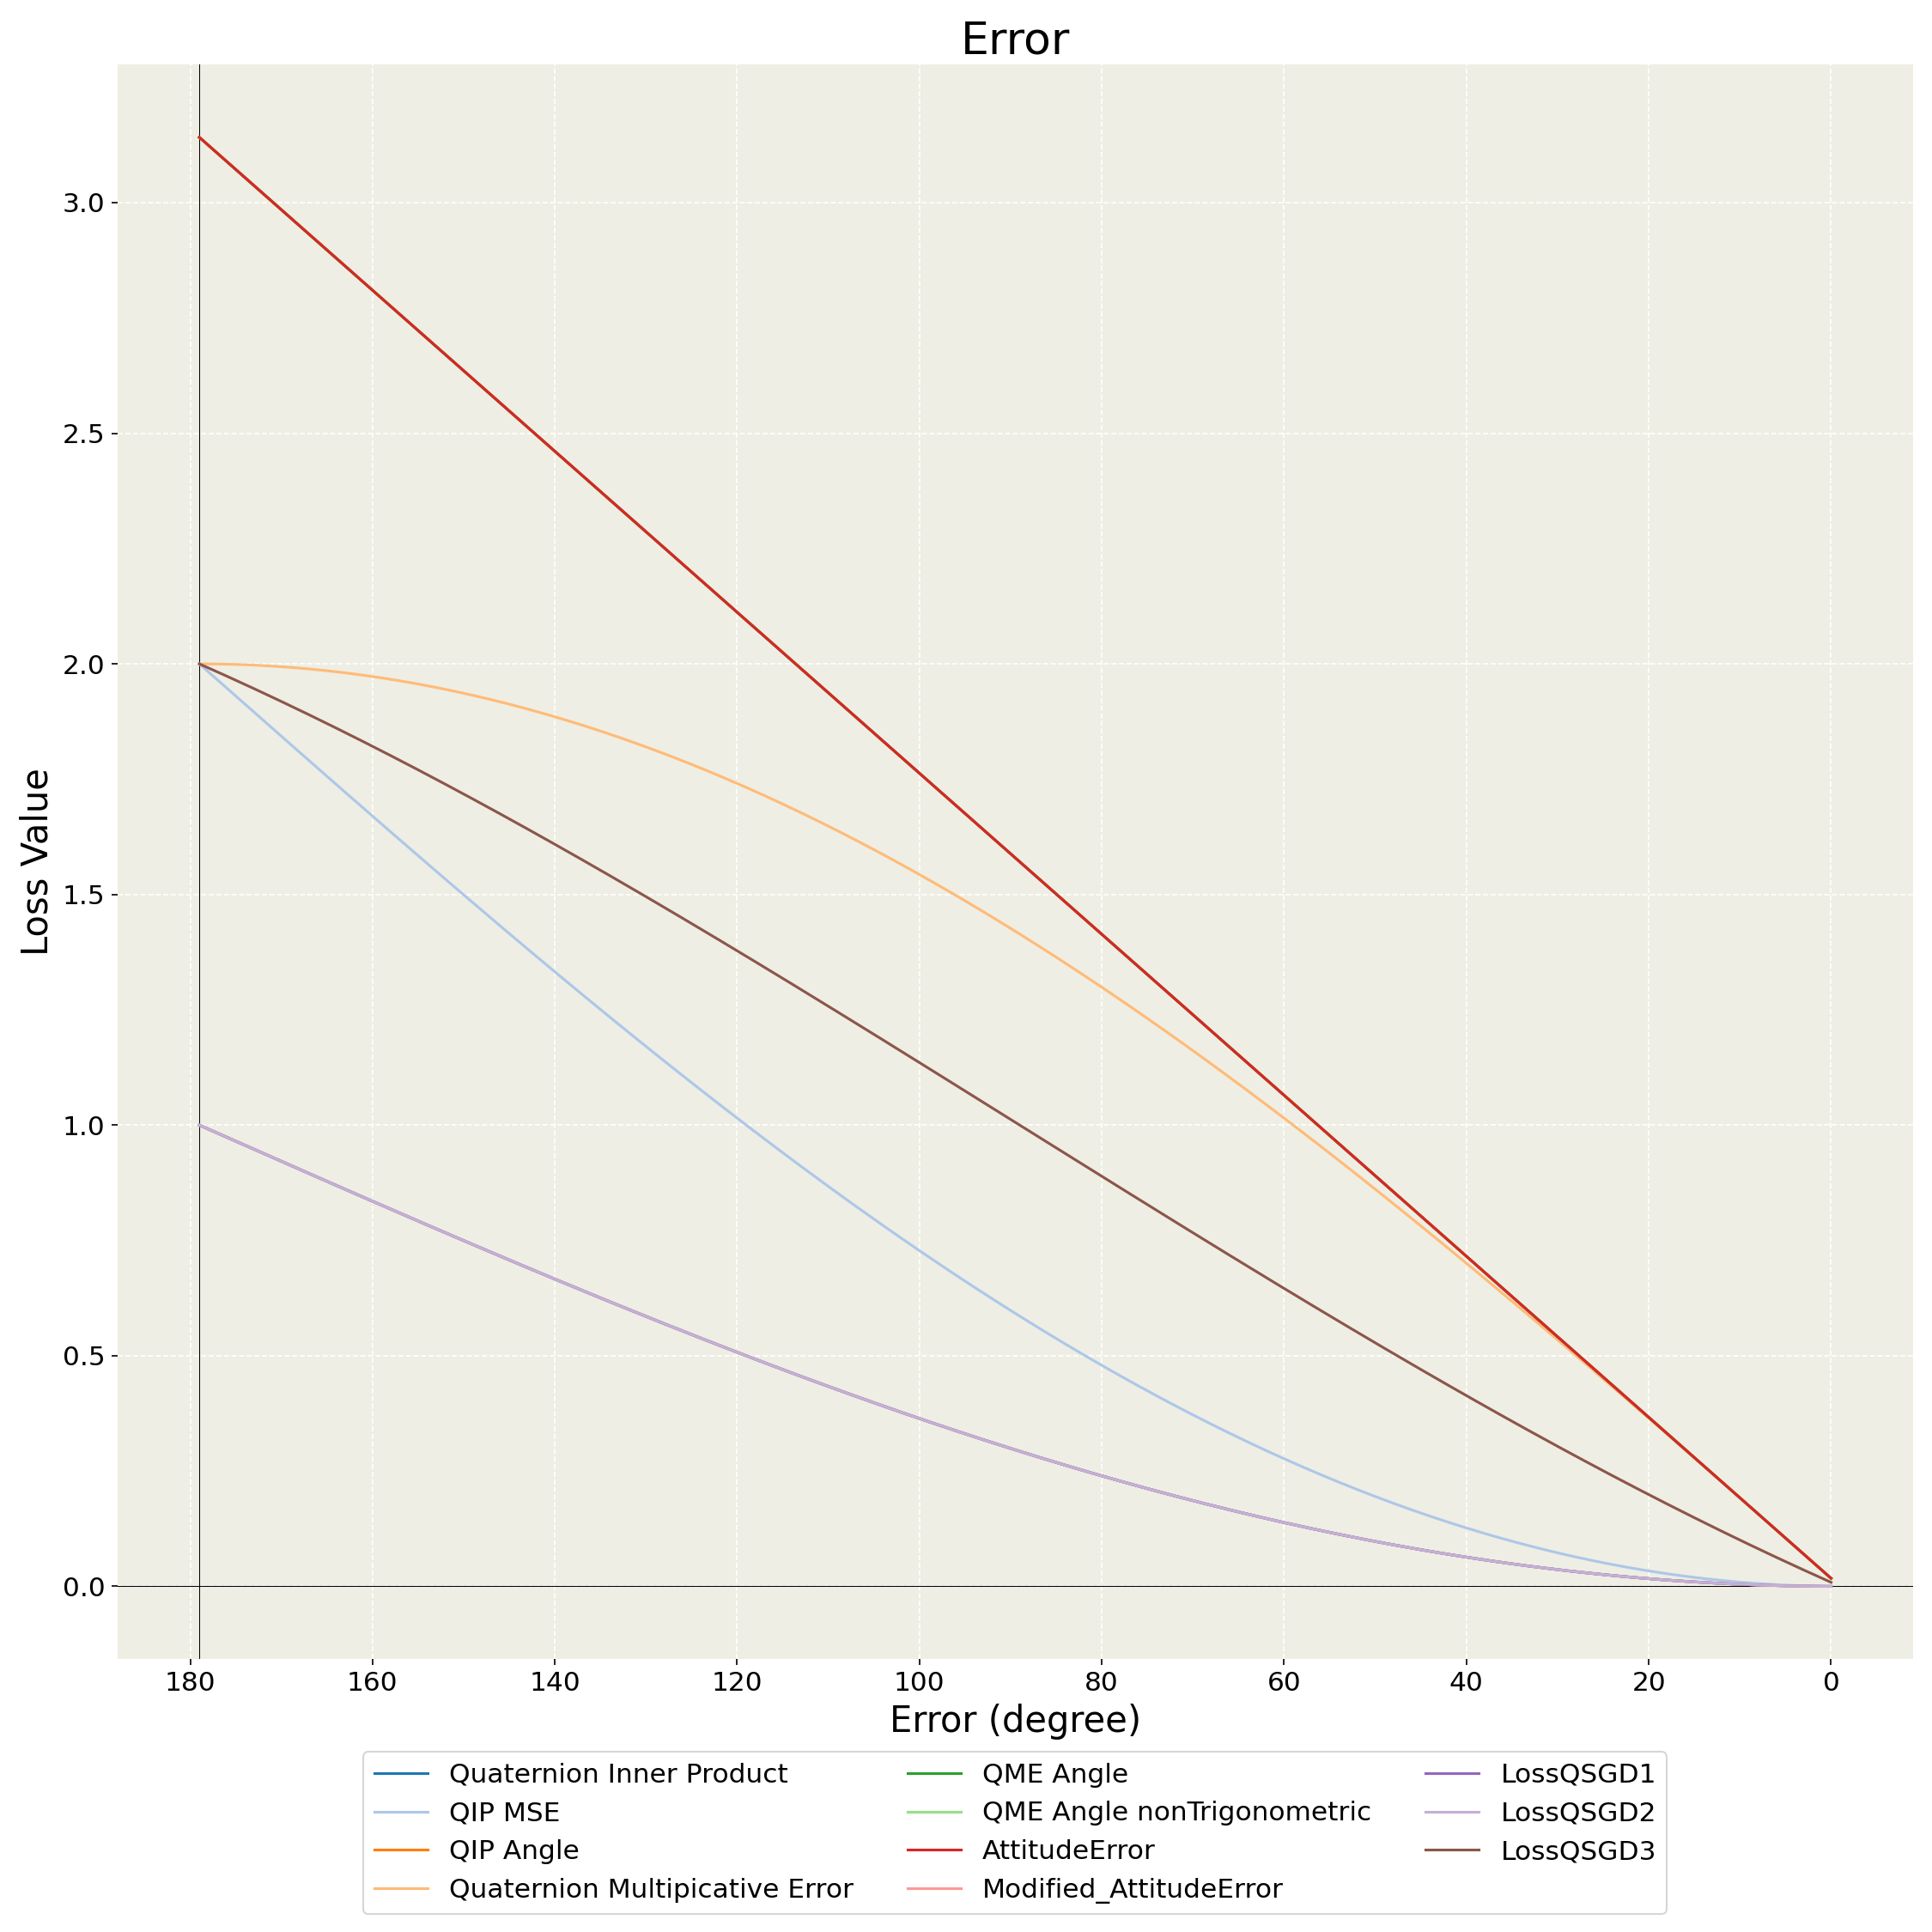 Error
3.0
2.5
2.0
1.5
1.0
0.5
0.0
Loss Value
180 160 140 120 100 80 60 40 20 0
Error (degree)
Quaternion Inner Product
QIP MSE
QIP Angle
Quaternion Multipicative Error
QME Angle
QME Angle nonTrigonometric
AttitudeError
Modified_AttitudeError
LossQSGD1
LossQSGD2
LossQSGD3